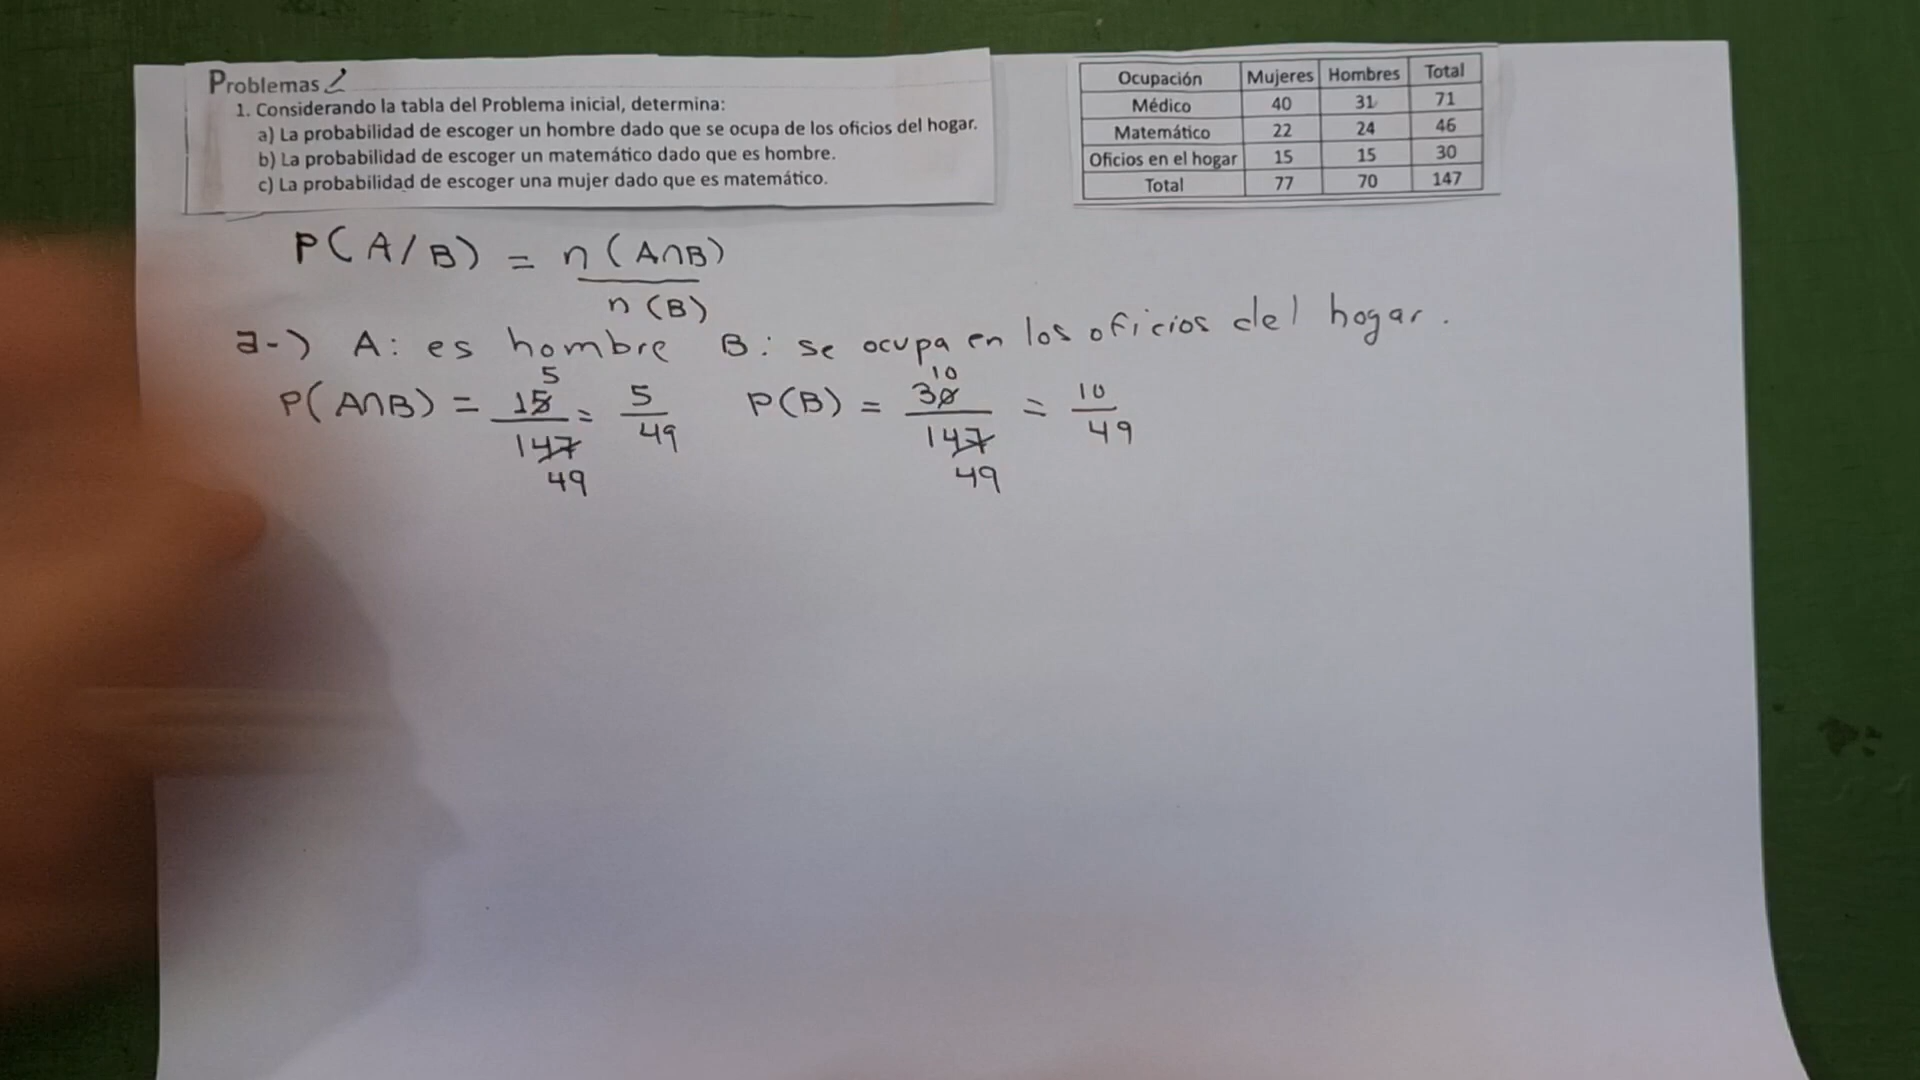 Problemas 2
1. Considerando la tabla del Problema inicial, determina:
a) La probabilidad de escoger un hombre dado que se ocupa de los oficios del hogar.
b) La probabilidad de escoger un matemático dado que es hombre.
c) La probabilidad de escoger una mujer dado que es matemático.
Ocupación Mujeres Hombres Total
Médico 40 31 71
Matemático 22 24 46
Oficios en el hogar 15 15 30
Total 77 70 147
P(A/B) = n(A∩B)
n(B)
a-) A: es hombre B: se ocupa en los oficios del hogar.
5 10
P(A∩B) = 15 = 5 P(B) = 30 = 10
147 49 147 49
49 49